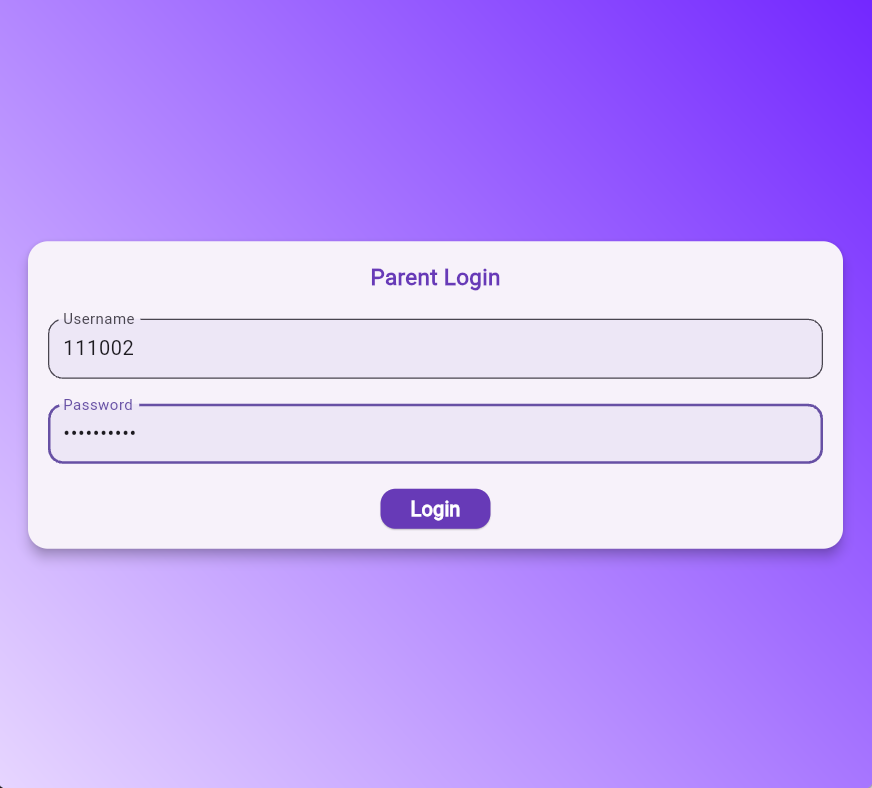 Parent Login
Username
111002
Password
••••••••••
Login